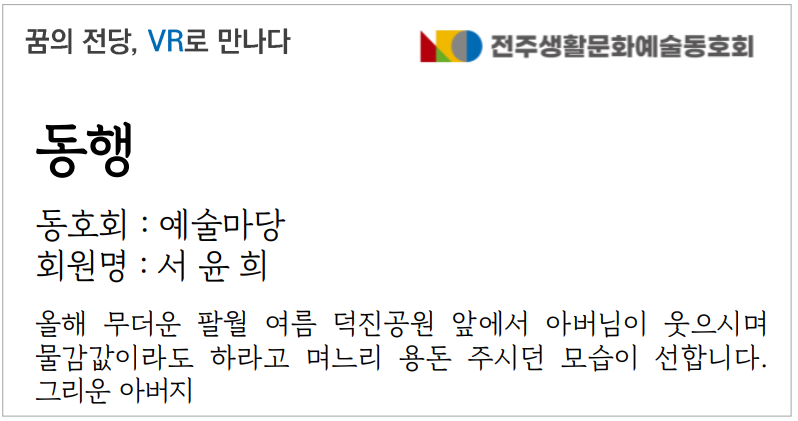 꿈의 전당, VR로 만나다
전주생활문화예술동호회
동행
동호회 : 예술마당
회원명 : 서 윤 희
올해 무더운 팔월 여름 덕진공원 앞에서 아버님이 웃으시며
물감값이라도 하라고 며느리 용돈 주시던 모습이 선합니다.
그리운 아버지